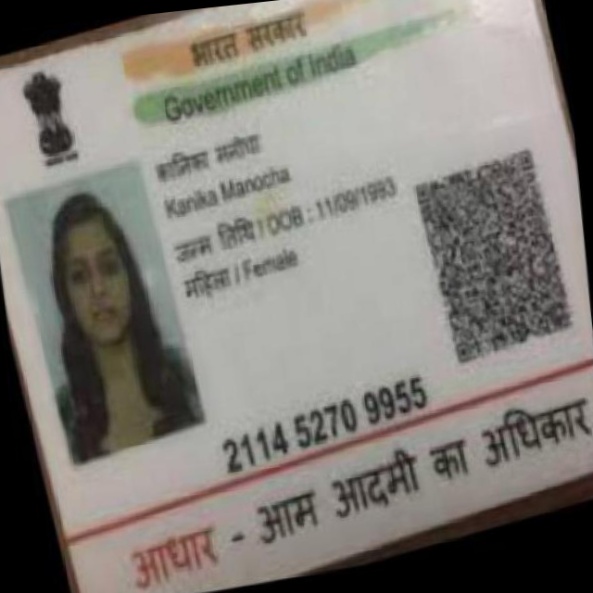 भारत सरकार
Government of India
कानिका मनोचा
Kanika Manocha
जन्म तिथि / DOB : 11/09/1993
महिला / Female
2114 5270 9955
आधार - आम आदमी का अधिकार